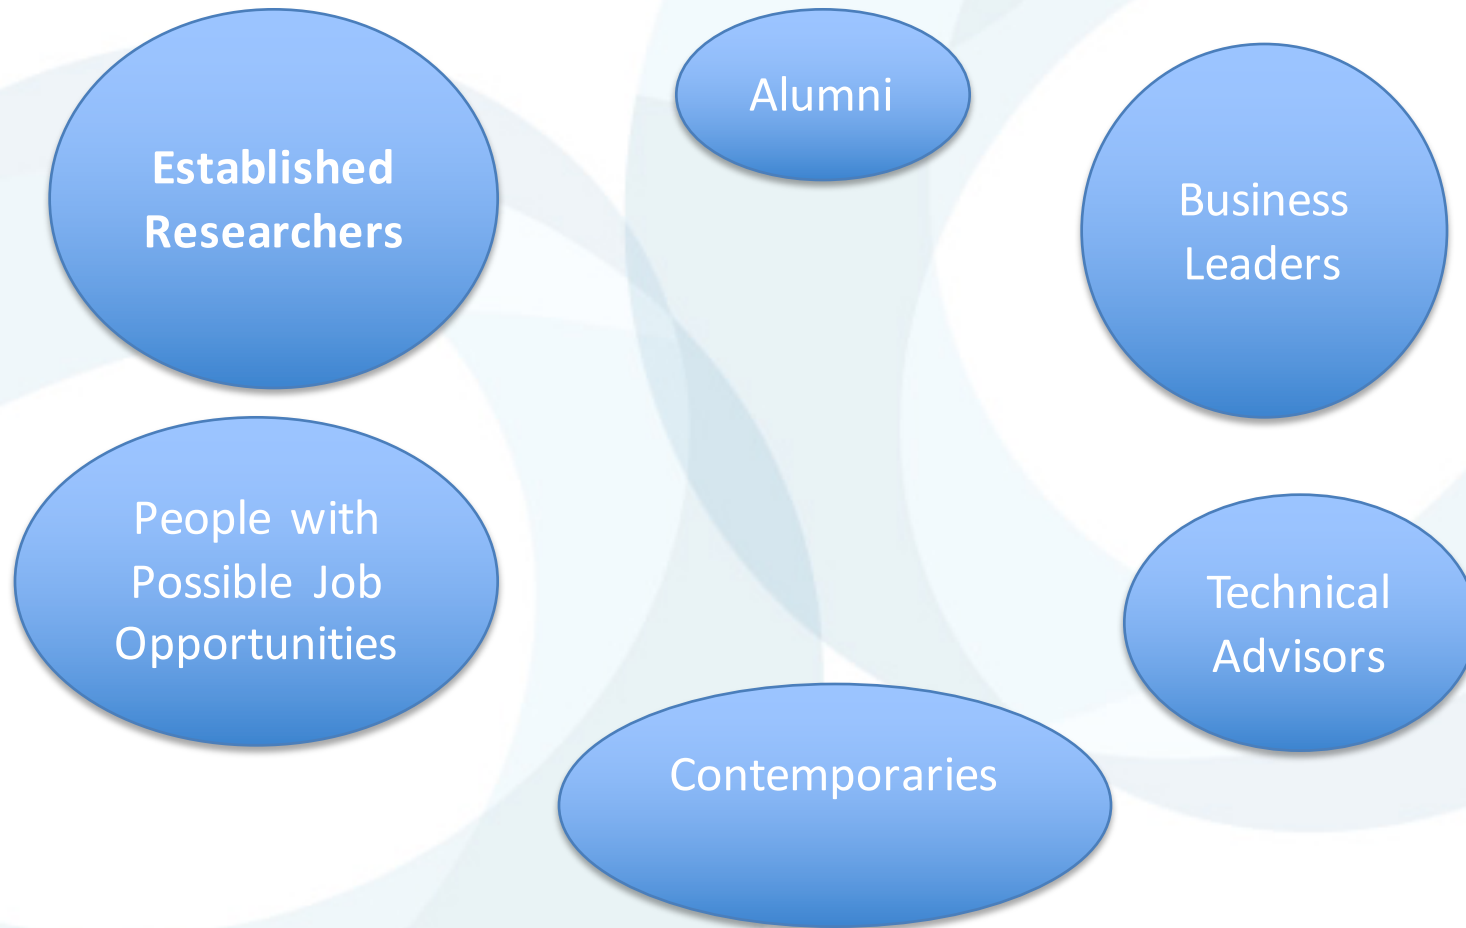 Established
Researchers
Alumni
Business
Leaders
People with
Possible Job
Opportunities
Technical
Advisors
Contemporaries